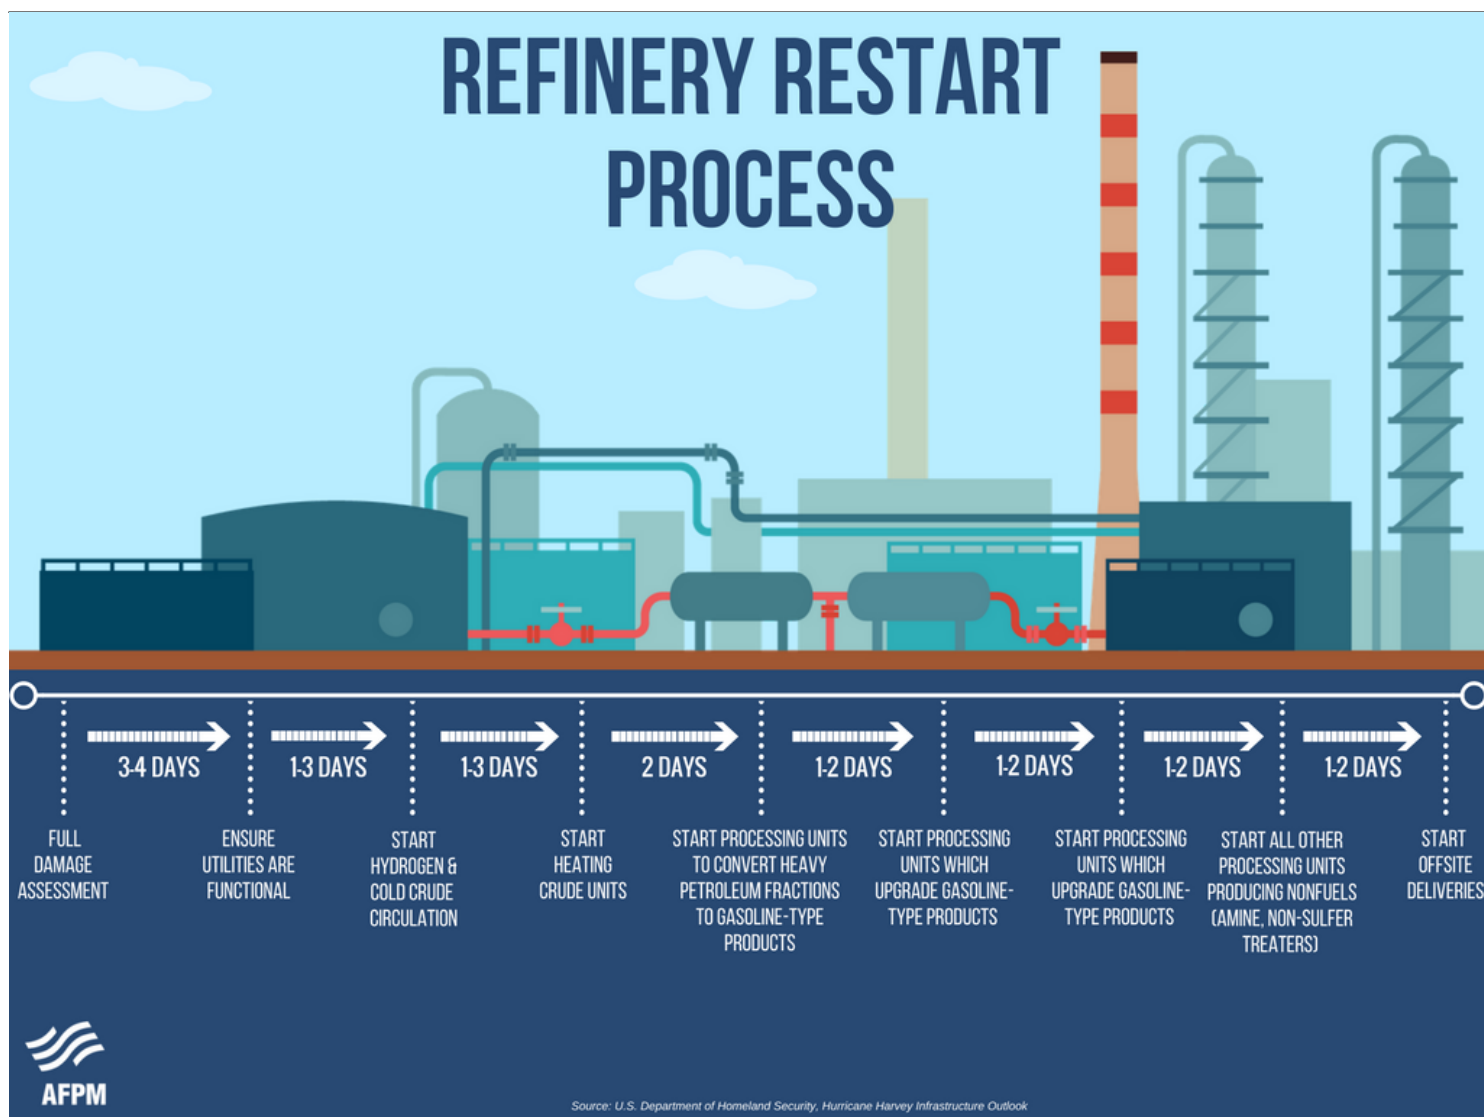 REFINERY RESTART
PROCESS
3-4 DAYS
1-3 DAYS
1-3 DAYS
2 DAYS
1-2 DAYS
1-2 DAYS
1-2 DAYS
1-2 DAYS
FULL
DAMAGE
ASSESSMENT
ENSURE
UTILITIES ARE
FUNCTIONAL
START
HYDROGEN &
COLD CRUDE
CIRCULATION
START
HEATING
CRUDE UNITS
START PROCESSING UNITS
TO CONVERT HEAVY
PETROLEUM FRACTIONS
TO GASOLINE-TYPE
PRODUCTS
START PROCESSING
UNITS WHICH
UPGRADE GASOLINE-
TYPE PRODUCTS
START PROCESSING
UNITS WHICH
UPGRADE GASOLINE-
TYPE PRODUCTS
START ALL OTHER
PROCESSING UNITS
PRODUCING NONFUELS
(AMINE, NON-SULFER
TREATERS)
START
OFFSITE
DELIVERIES
AFPM
Source: U.S. Department of Homeland Security, Hurricane Harvey Infrastructure Outlook